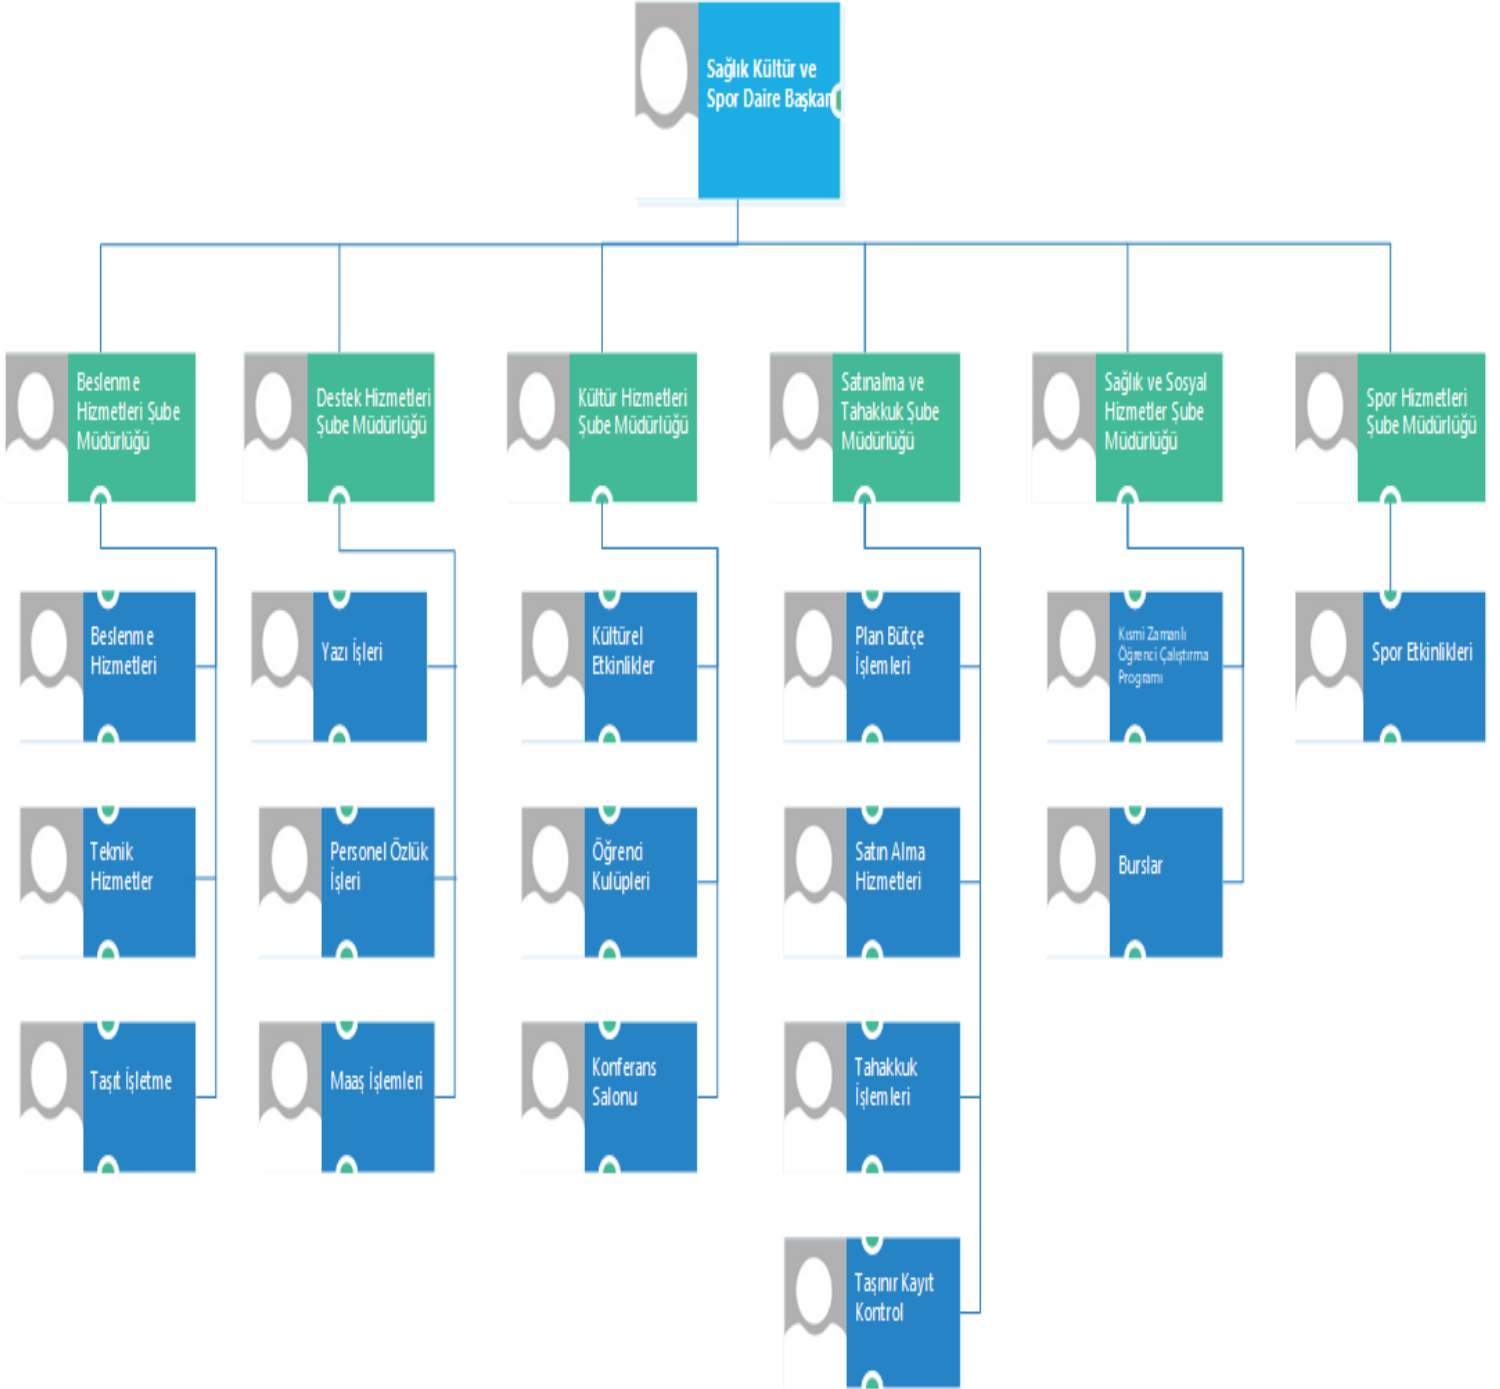 Sağlık Kültür ve
Spor Daire Başkan
Beslenme
Hizmetleri Şube
Müdürlüğü
Destek Hizmetleri
Şube Müdürlüğü
Kültür Hizmetleri
Şube Müdürlüğü
Satınalma ve
Tahakkuk Şube
Müdürlüğü
Sağlık ve Sosyal
Hizmetler Şube
Müdürlüğü
Spor Hizmetleri
Şube Müdürlüğü
Beslenme
Hizmetleri
Yazı İşleri
Kültürel
Etkinlikler
Plan Bütçe
İşlemleri
Kısmi Zamanlı
Öğrenci Çalıştırma
Programı
Spor Etkinlikleri
Teknik
Hizmetler
Personel Özlük
İşleri
Öğrenci
Kulüpleri
Satın Alma
Hizmetleri
Burslar
Taşıt İşletme
Maaş İşlemleri
Konferans
Salonu
Tahakkuk
İşlemleri
Taşınır Kayıt
Kontrol